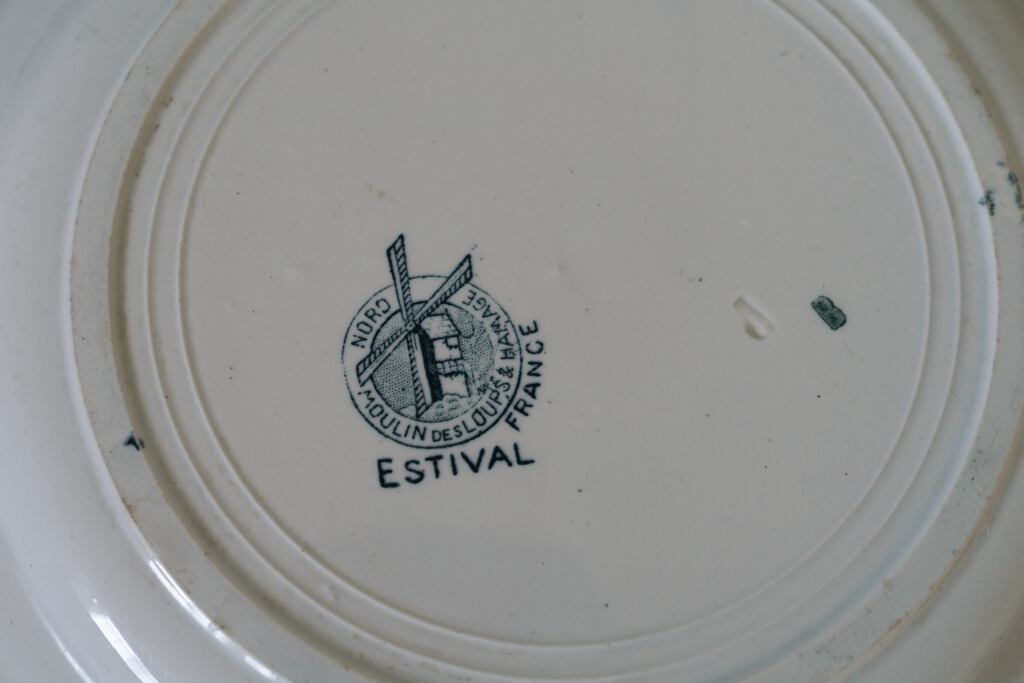 NORD
MOULIN DES LOUPS & HAMAGE
FRANCE
ESTIVAL
B